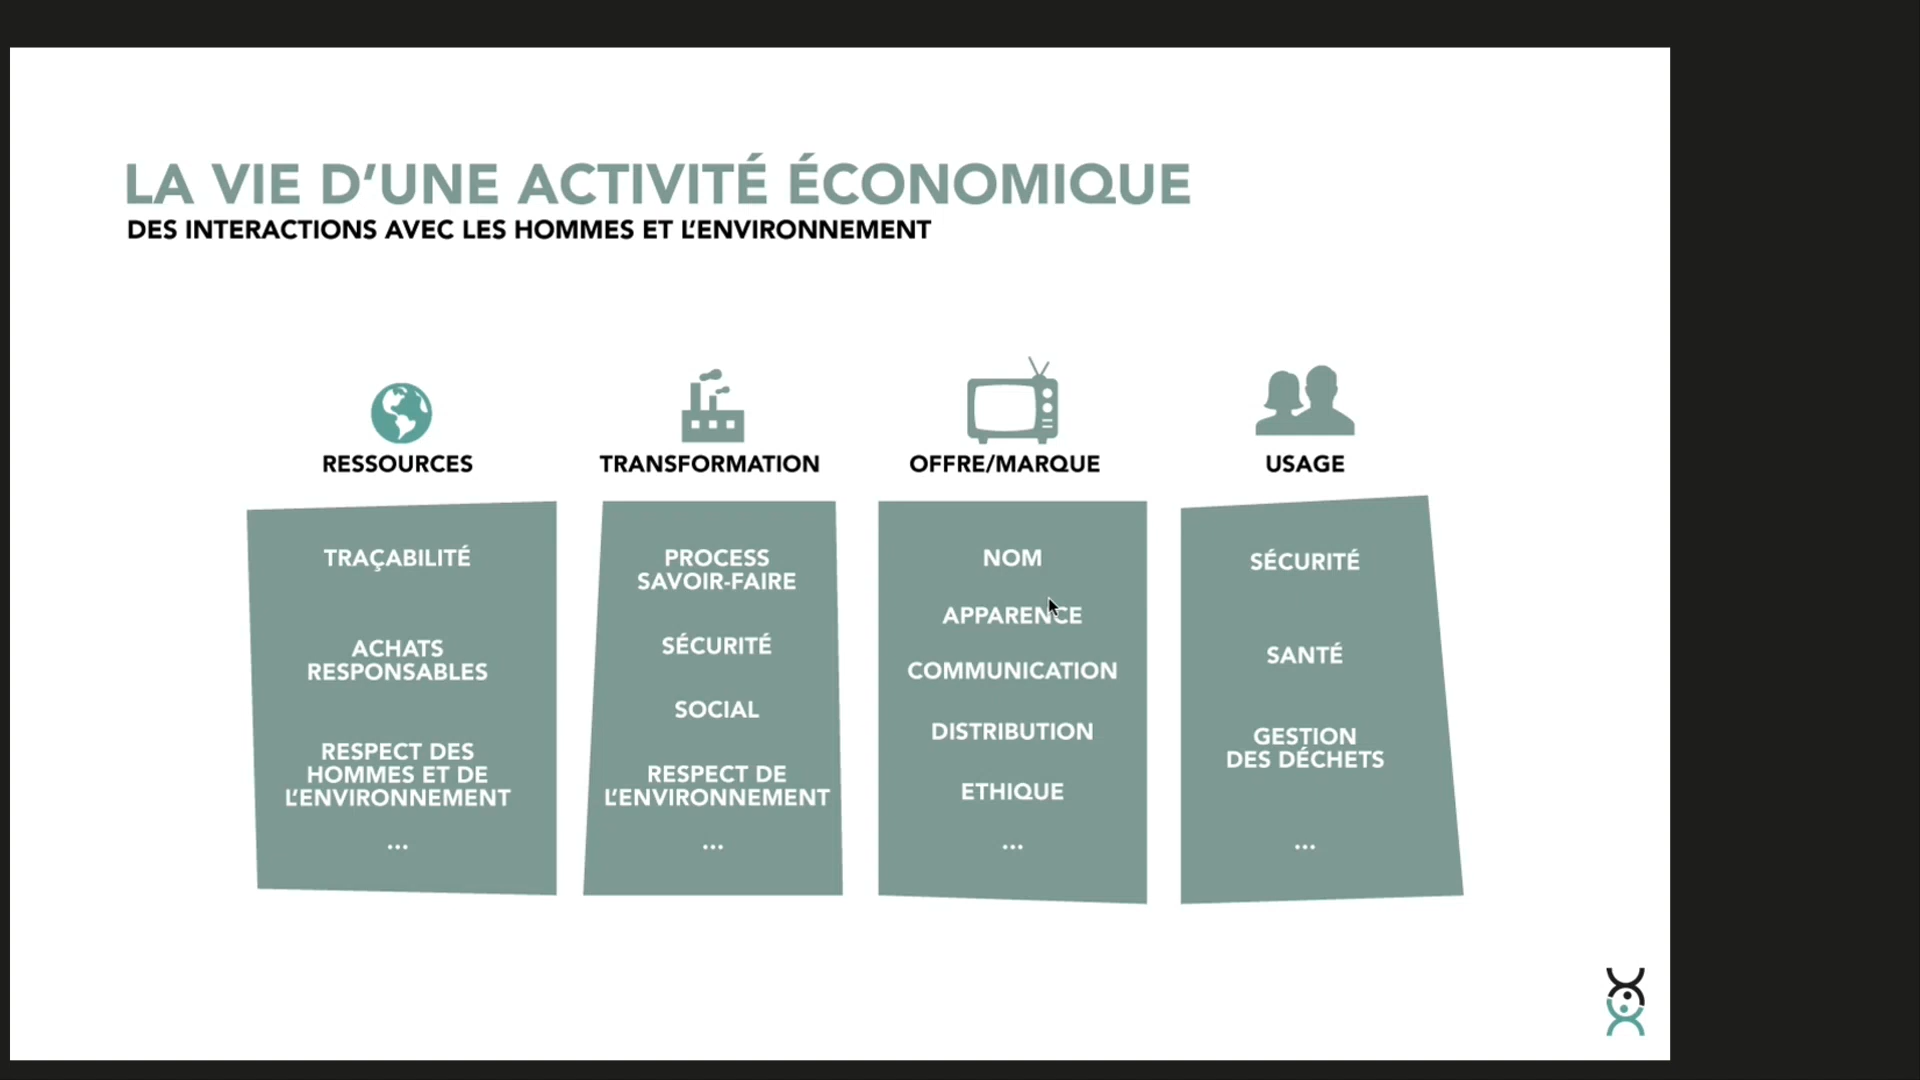 LA VIE D’UNE ACTIVITÉ ÉCONOMIQUE
DES INTERACTIONS AVEC LES HOMMES ET L’ENVIRONNEMENT
RESSOURCES
TRAÇABILITÉ
ACHATS
RESPONSABLES
RESPECT DES
HOMMES ET DE
L’ENVIRONNEMENT
...
TRANSFORMATION
PROCESS
SAVOIR-FAIRE
SÉCURITÉ
SOCIAL
RESPECT DE
L’ENVIRONNEMENT
...
OFFRE/MARQUE
NOM
APPARENCE
COMMUNICATION
DISTRIBUTION
ETHIQUE
...
USAGE
SÉCURITÉ
SANTÉ
GESTION
DES DÉCHETS
...